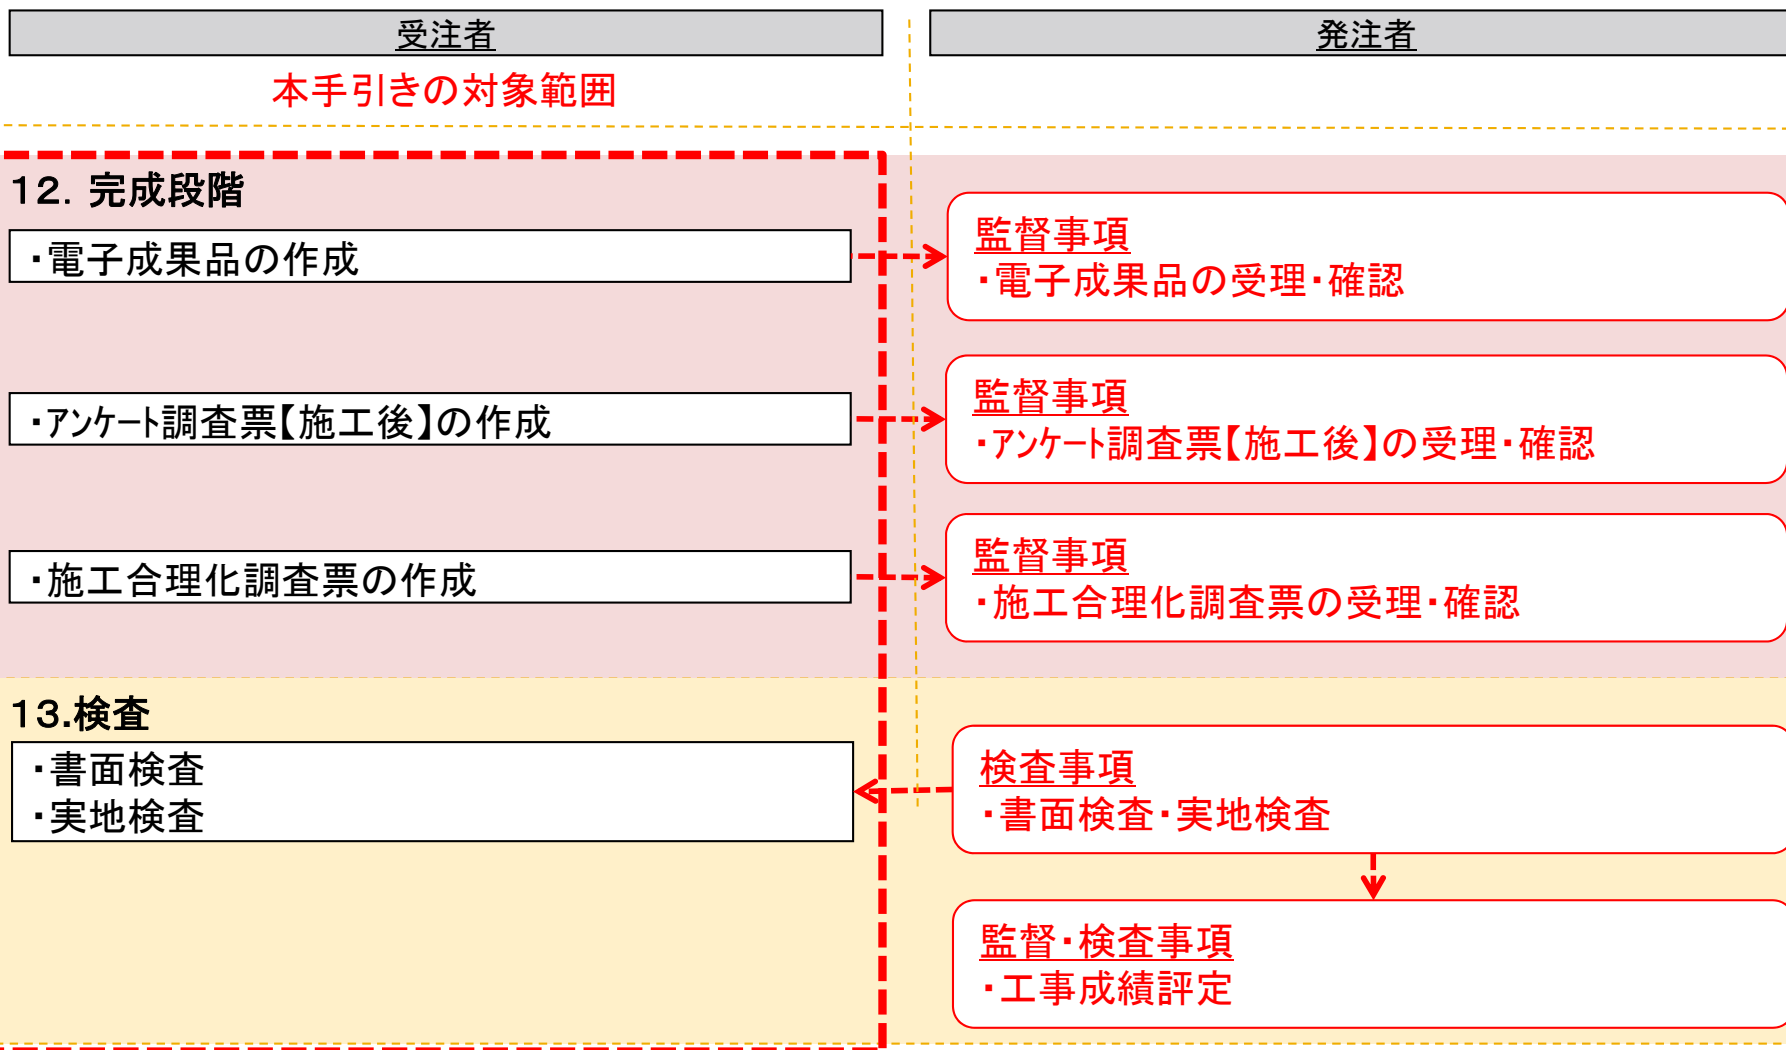 受注者
発注者
本手引きの対象範囲
12. 完成段階
・電子成果品の作成
監督事項
・電子成果品の受理・確認
・アンケート調査票【施工後】の作成
監督事項
・アンケート調査票【施工後】の受理・確認
・施工合理化調査票の作成
監督事項
・施工合理化調査票の受理・確認
13.検査
・書面検査
・実地検査
検査事項
・書面検査・実地検査
監督・検査事項
・工事成績評定